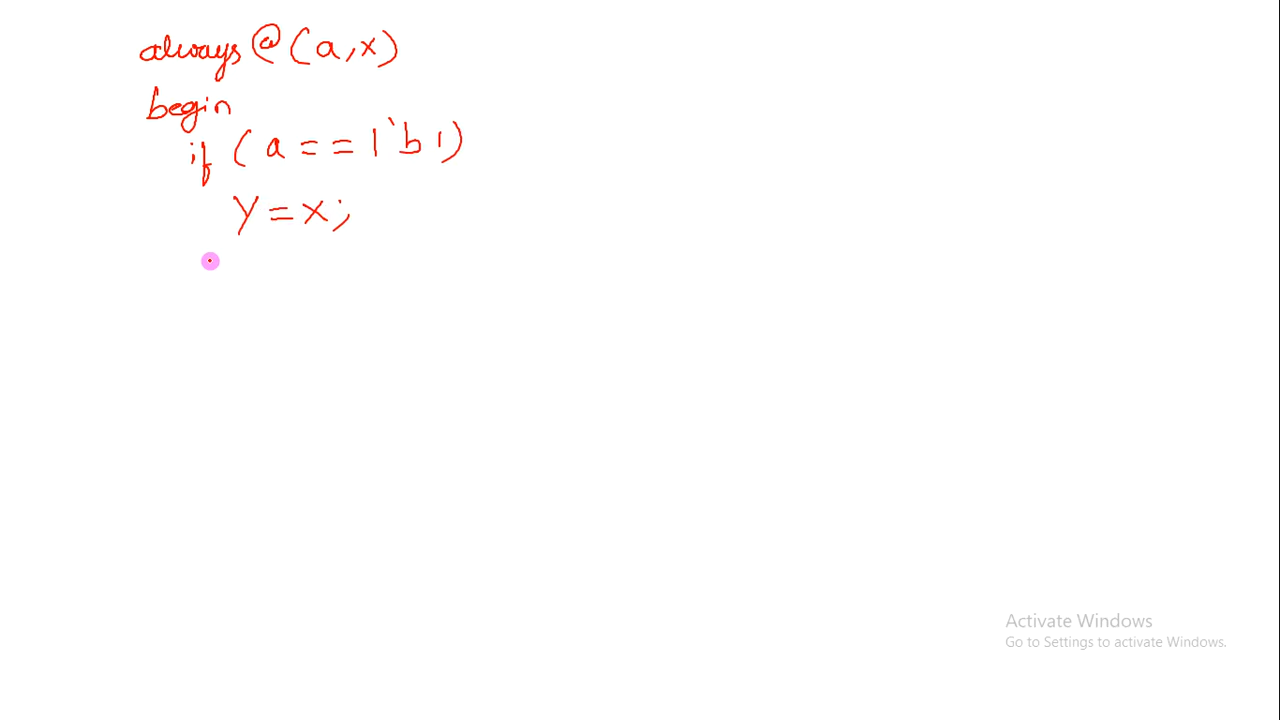 always @ (a,x)
begin
if (a == 1`b1)
y = x;
Activate Windows
Go to Settings to activate Windows.